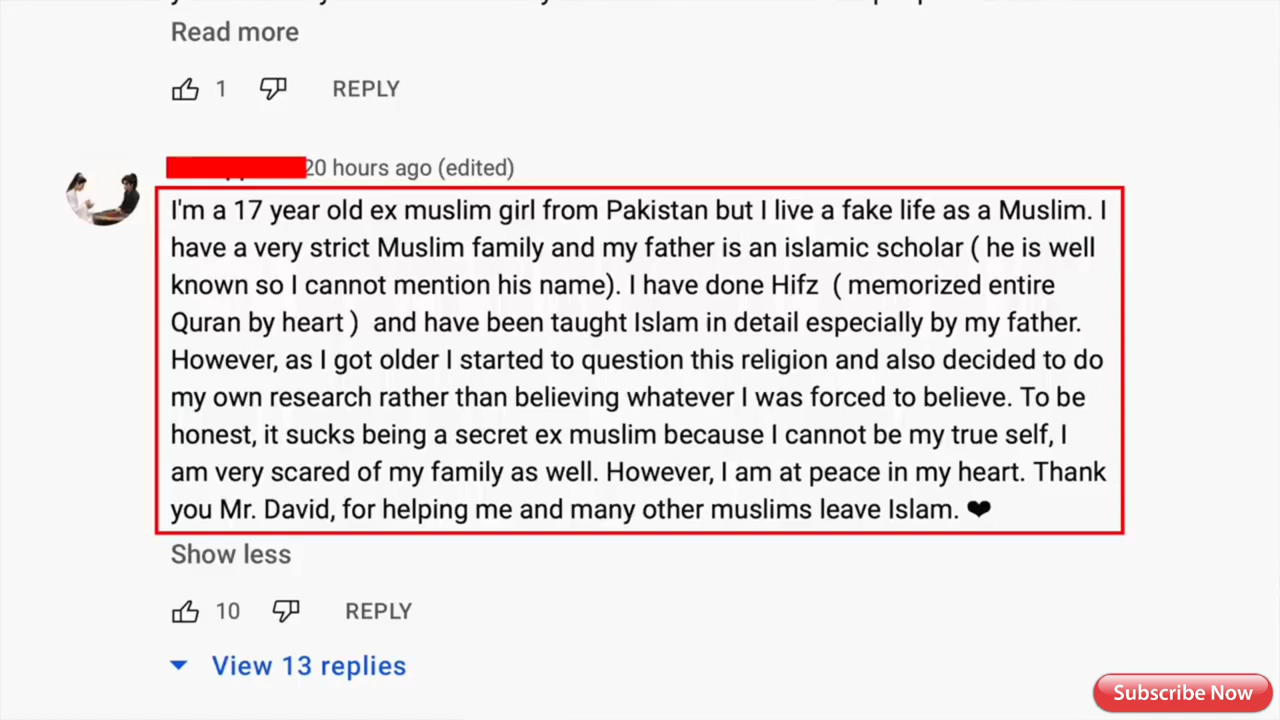 Read more
1 REPLY
20 hours ago (edited)
I'm a 17 year old ex muslim girl from Pakistan but I live a fake life as a Muslim. I
have a very strict Muslim family and my father is an islamic scholar ( he is well
known so I cannot mention his name). I have done Hifz ( memorized entire
Quran by heart ) and have been taught Islam in detail especially by my father.
However, as I got older I started to question this religion and also decided to do
my own research rather than believing whatever I was forced to believe. To be
honest, it sucks being a secret ex muslim because I cannot be my true self, I
am very scared of my family as well. However, I am at peace in my heart. Thank
you Mr. David, for helping me and many other muslims leave Islam. ❤
Show less
10 REPLY
View 13 replies
Subscribe Now